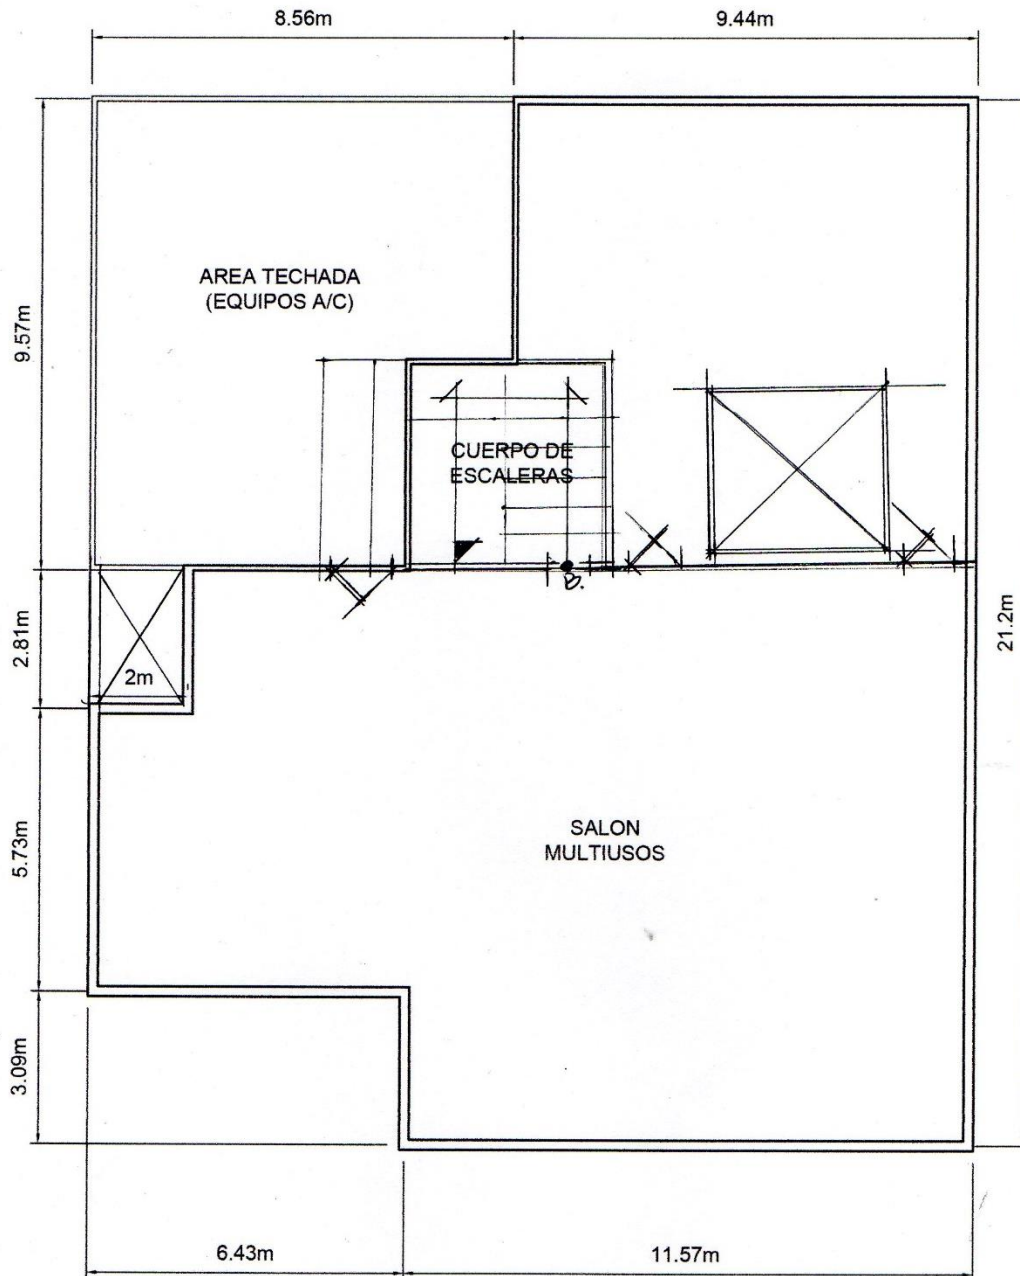 8.56m
9.44m
AREA TECHADA
(EQUIPOS A/C)
9.57m
CUERPO DE
ESCALERAS
B.
2.81m
2m
21.2m
5.73m
SALON
MULTIUSOS
3.09m
6.43m
11.57m